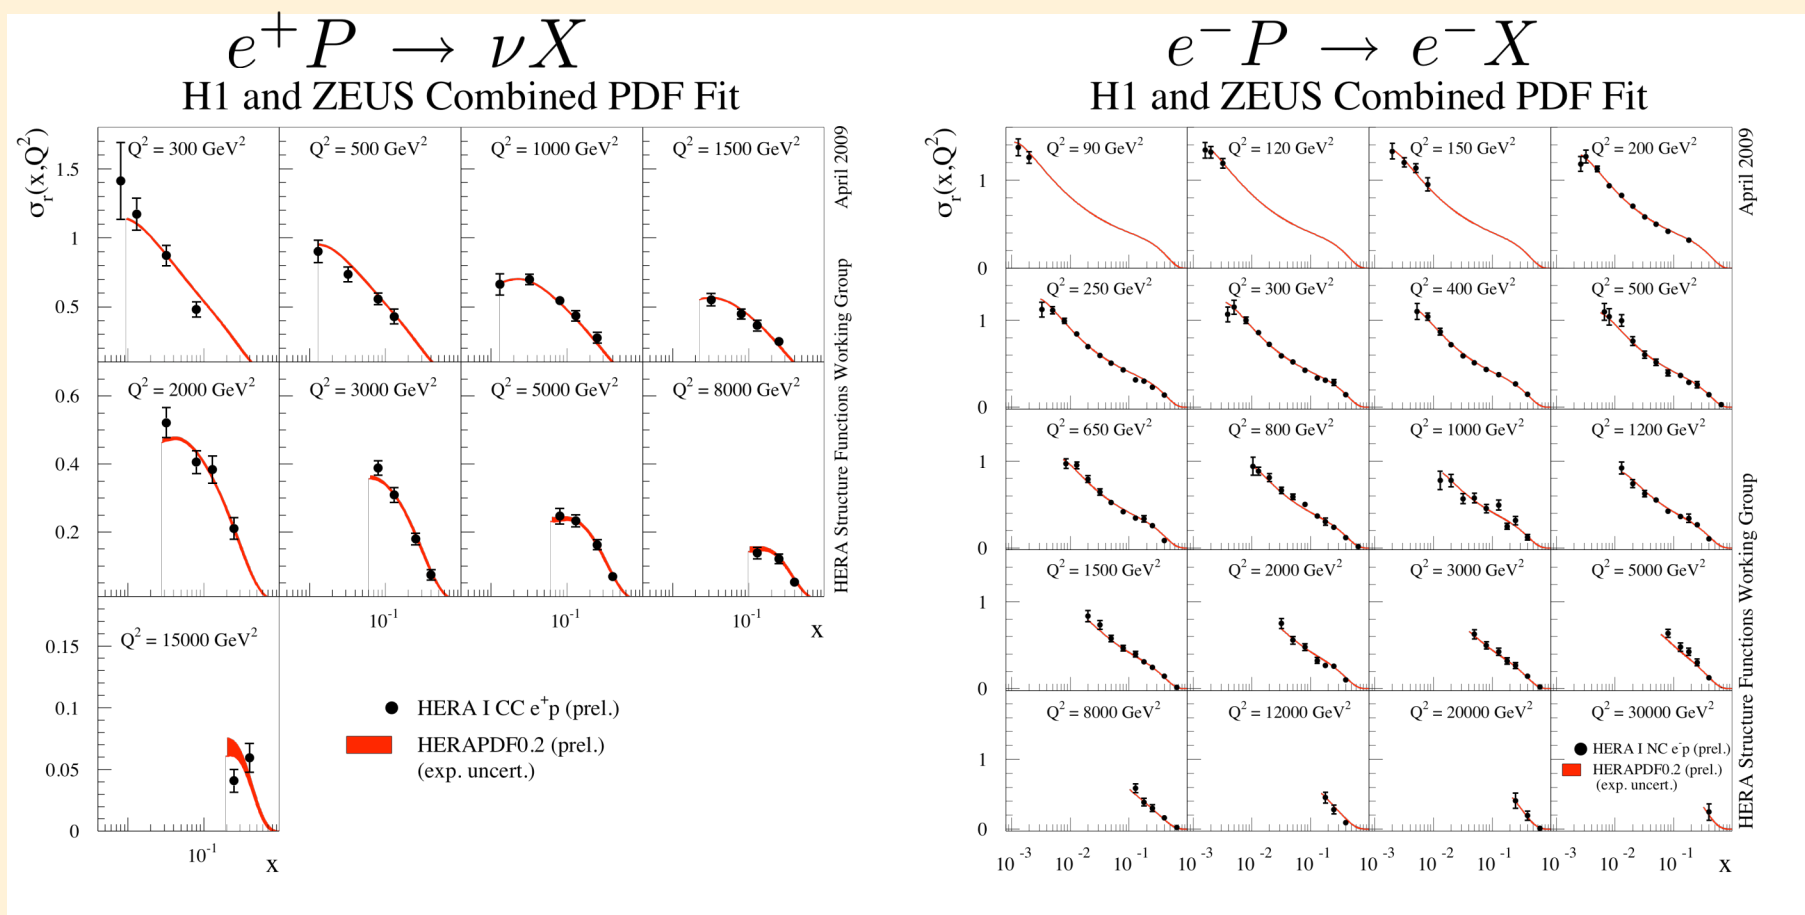 e⁺P → νX
H1 and ZEUS Combined PDF Fit
σᵣ(x,Q²)
April 2009
HERA Structure Functions Working Group
Q² = 300 GeV²
Q² = 500 GeV²
Q² = 1000 GeV²
Q² = 1500 GeV²
1.5
1
0.5
Q² = 2000 GeV²
Q² = 3000 GeV²
Q² = 5000 GeV²
Q² = 8000 GeV²
0.6
0.4
0.2
10⁻¹
10⁻¹
10⁻¹
x
Q² = 15000 GeV²
0.15
0.1
0.05
0
10⁻¹
x
HERA I CC e⁺p (prel.)
HERAPDF0.2 (prel.)
(exp. uncert.)
e⁻P → e⁻X
H1 and ZEUS Combined PDF Fit
σᵣ(x,Q²)
April 2009
HERA Structure Functions Working Group
Q² = 90 GeV²
Q² = 120 GeV²
Q² = 150 GeV²
Q² = 200 GeV²
1
0
Q² = 250 GeV²
Q² = 300 GeV²
Q² = 400 GeV²
Q² = 500 GeV²
1
0
Q² = 650 GeV²
Q² = 800 GeV²
Q² = 1000 GeV²
Q² = 1200 GeV²
1
0
Q² = 1500 GeV²
Q² = 2000 GeV²
Q² = 3000 GeV²
Q² = 5000 GeV²
1
0
Q² = 8000 GeV²
Q² = 12000 GeV²
Q² = 20000 GeV²
Q² = 30000 GeV²
1
0
HERA I NC e⁻p (prel.)
HERAPDF0.2 (prel.)
(exp. uncert.)
10⁻³ 10⁻² 10⁻¹ 10⁻³ 10⁻² 10⁻¹ 10⁻³ 10⁻² 10⁻¹ 10⁻³ 10⁻² 10⁻¹ x